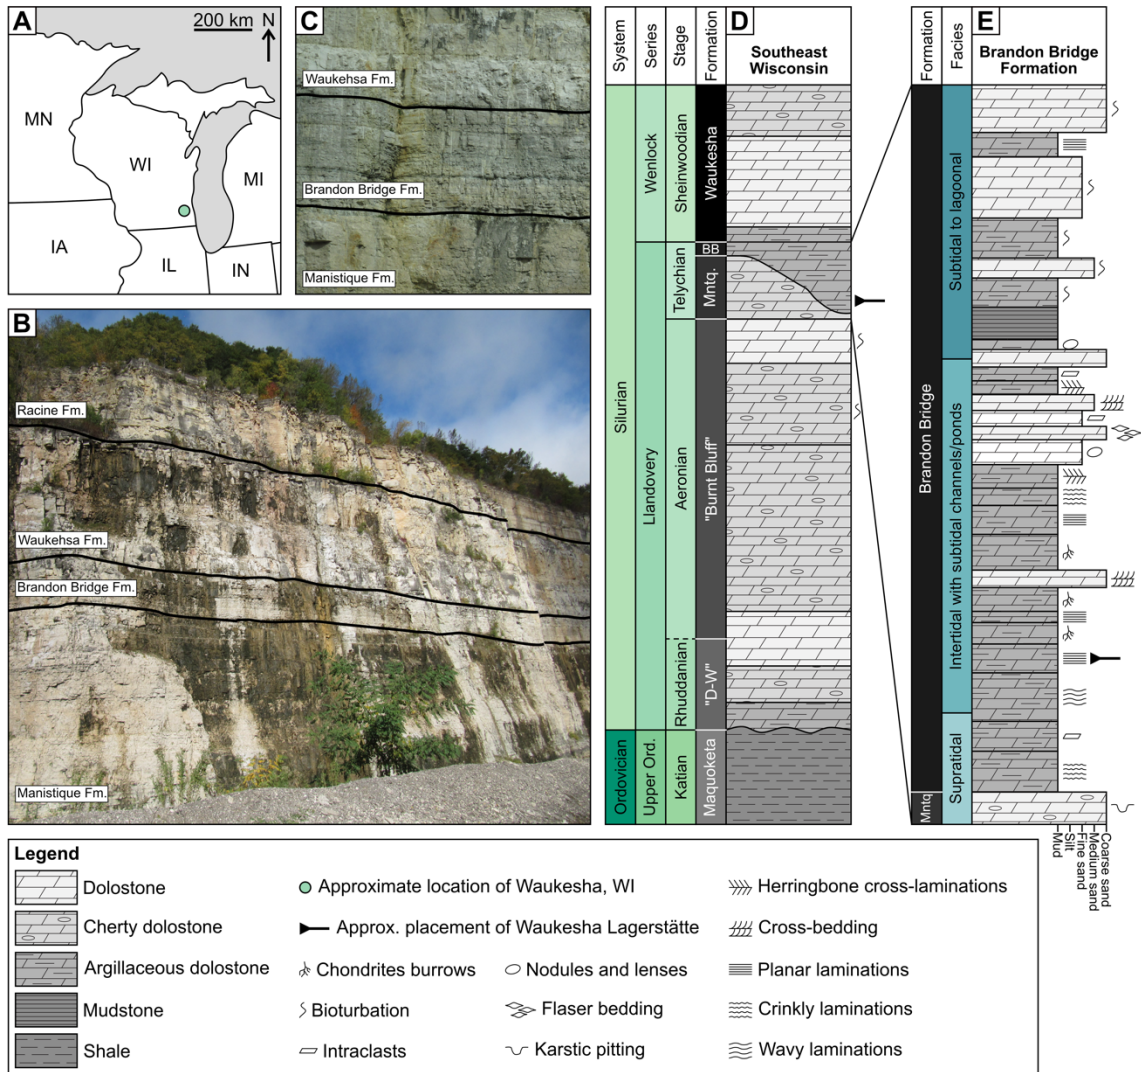 A
200 km
N
MN
WI
MI
IA
IL
IN
C
Waukehsa Fm.
Brandon Bridge Fm.
Manistique Fm.
B
Racine Fm.
Waukehsa Fm.
Brandon Bridge Fm.
Manistique Fm.
System
Series
Stage
Formation
D
Southeast
Wisconsin
Silurian
Ordovician
Wenlock
Llandovery
Upper Ord.
Sheinwoodian
Telychian
Aeronian
Rhuddanian
Katian
Waukesha
BB
Mntq.
"Burnt Bluff"
"D-W"
Maquoketa
Formation
Facies
E
Brandon Bridge
Formation
Brandon Bridge
Mntq
Subtidal to lagoonal
Intertidal with subtidal channels/ponds
Supratidal
Mud
Silt
Fine sand
Medium sand
Coarse sand
Legend
Dolostone
Cherty dolostone
Argillaceous dolostone
Mudstone
Shale
Approximate location of Waukesha, WI
Approx. placement of Waukesha Lagerstätte
Chondrites burrows
Bioturbation
Intraclasts
Nodules and lenses
Flaser bedding
Karstic pitting
Herringbone cross-laminations
Cross-bedding
Planar laminations
Crinkly laminations
Wavy laminations